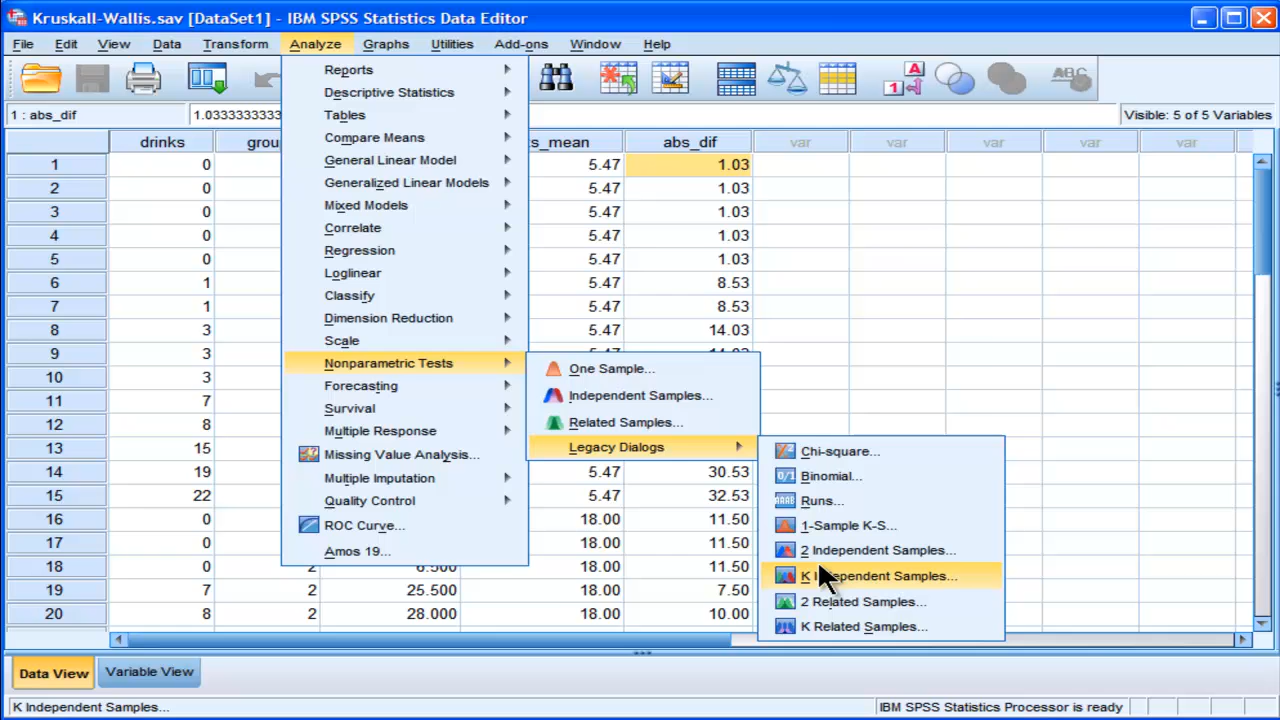 Kruskall-Wallis.sav [DataSet1] - IBM SPSS Statistics Data Editor
File Edit View Data Transform Analyze Graphs Utilities Add-ons Window Help
1 : abs_dif 1.0333333333 Visible: 5 of 5 Variables
drinks grou s_mean abs_dif var var var var var
1 0 5.47 1.03
2 0 5.47 1.03
3 0 5.47 1.03
4 0 5.47 1.03
5 0 5.47 1.03
6 1 5.47 8.53
7 1 5.47 8.53
8 3 5.47 14.03
9 3
10 3
11 7
12 8
13 15
14 19 5.47 30.53
15 22 5.47 32.53
16 0 18.00 11.50
17 0 18.00 11.50
18 0 2 6.500 18.00 11.50
19 7 2 25.500 18.00 7.50
20 8 2 28.000 18.00 10.00
Reports
Descriptive Statistics
Tables
Compare Means
General Linear Model
Generalized Linear Models
Mixed Models
Correlate
Regression
Loglinear
Classify
Dimension Reduction
Scale
Nonparametric Tests
Forecasting
Survival
Multiple Response
Missing Value Analysis...
Multiple Imputation
Quality Control
ROC Curve...
Amos 19...
One Sample...
Independent Samples...
Related Samples...
Legacy Dialogs
Chi-square...
Binomial...
Runs...
1-Sample K-S...
2 Independent Samples...
K Independent Samples...
2 Related Samples...
K Related Samples...
Data View Variable View
K Independent Samples... IBM SPSS Statistics Processor is ready